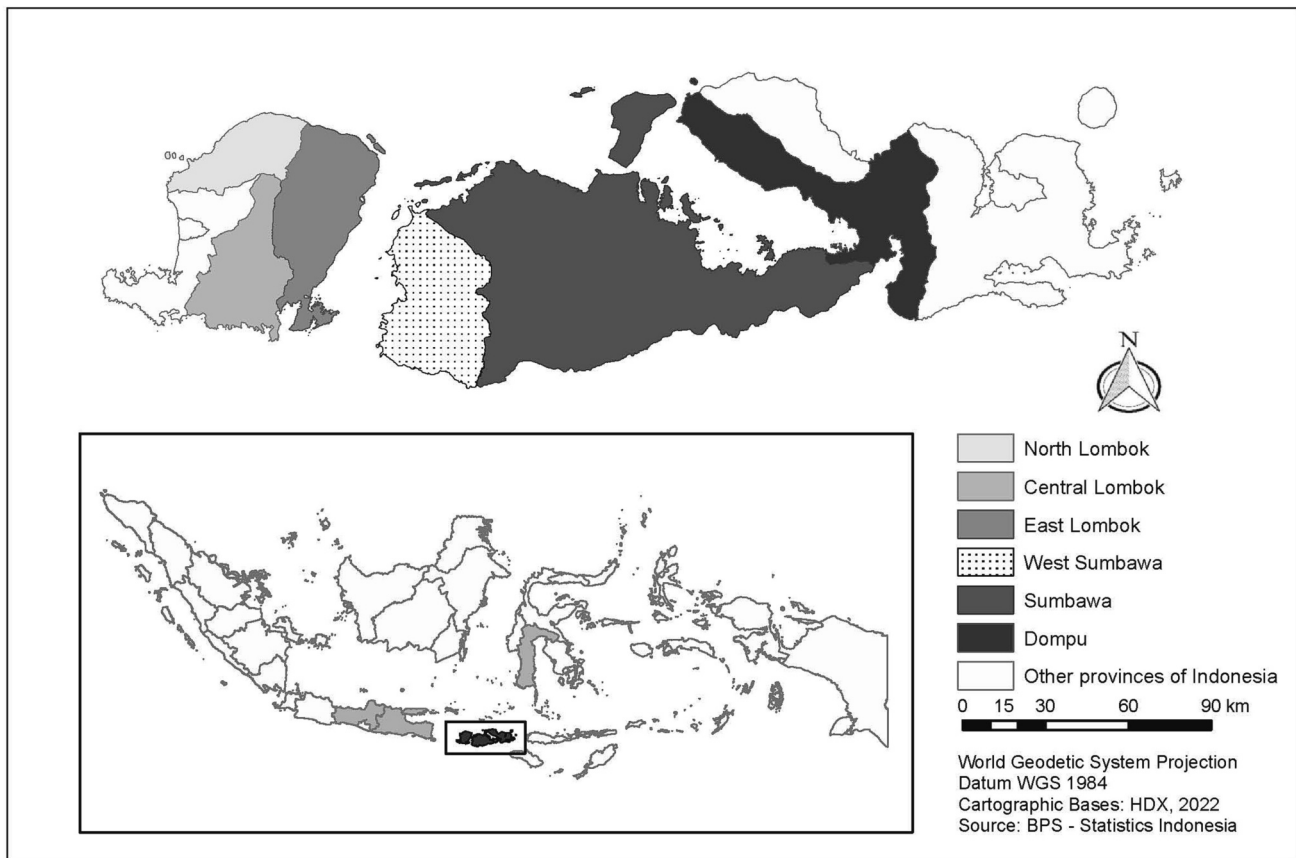 N
North Lombok
Central Lombok
East Lombok
West Sumbawa
Sumbawa
Dompu
Other provinces of Indonesia
0 15 30 60 90 km
World Geodetic System Projection
Datum WGS 1984
Cartographic Bases: HDX, 2022
Source: BPS - Statistics Indonesia